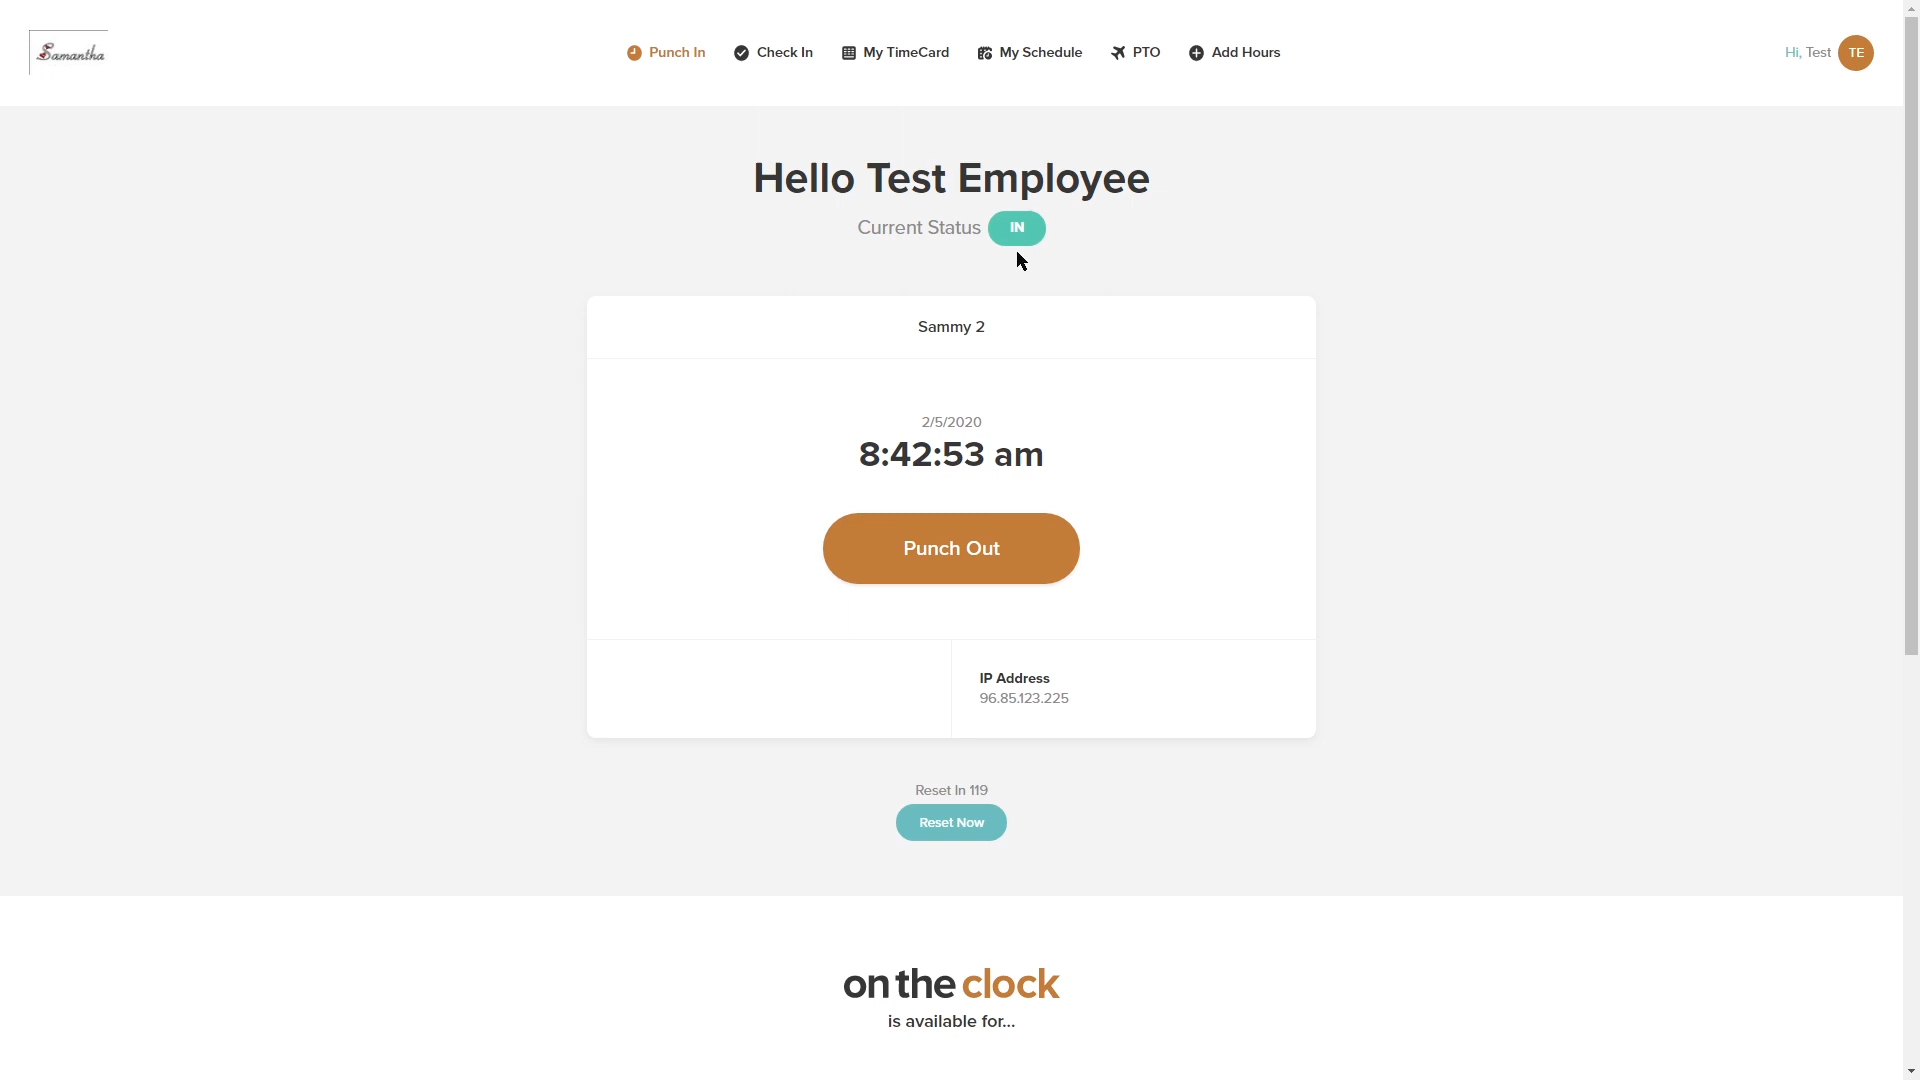 Samantha
Punch In
Check In
My TimeCard
My Schedule
PTO
Add Hours
Hi, Test
TE
Hello Test Employee
Current Status IN
Sammy 2
2/5/2020
8:42:53 am
Punch Out
IP Address
96.85.123.225
Reset In 119
Reset Now
on the clock
is available for...